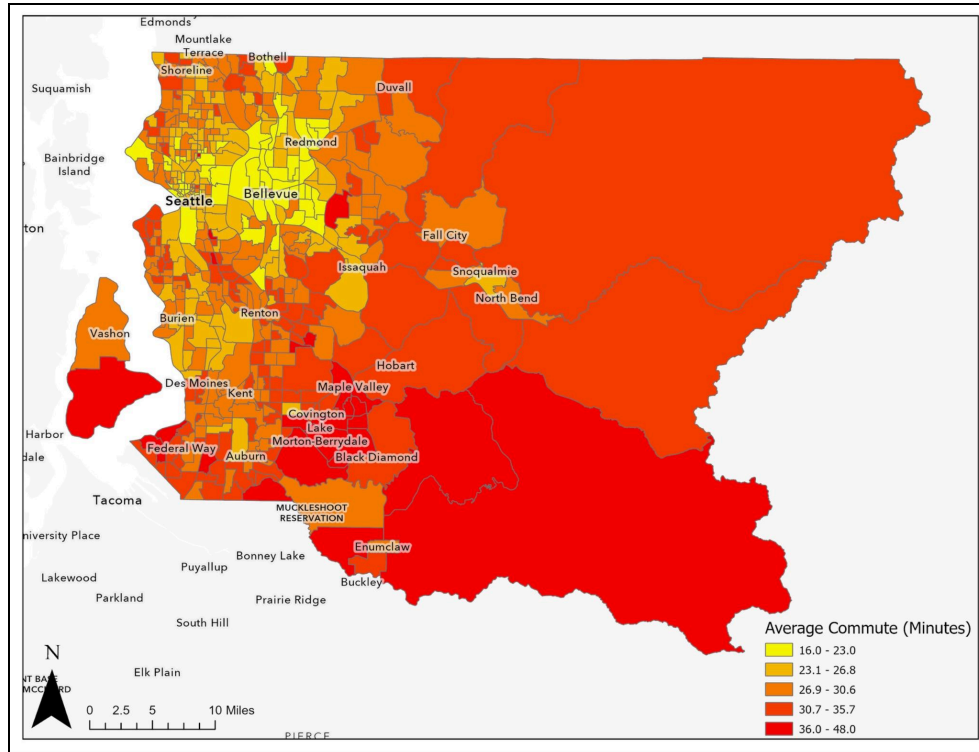 Edmonds
Mountlake
Terrace
Bothell
Shoreline
Suquamish
Duvall
Redmond
Bainbridge
Island
Seattle
Bellevue
ton
Fall City
Issaquah
Snoqualmie
North Bend
Burien
Renton
Vashon
Hobart
Des Moines
Kent
Maple Valley
Covington
Lake
Morton-Berrydale
Harbor
dale
Federal Way
Auburn
Black Diamond
Tacoma
MUCKLESHOOT
RESERVATION
niversity Place
Enumclaw
Bonney Lake
Puyallup
Buckley
Lakewood
Parkland
Prairie Ridge
South Hill
Elk Plain
NT BASE
MCCHORD
N
0 2.5 5 10 Miles
PIERCE
Average Commute (Minutes)
16.0 - 23.0
23.1 - 26.8
26.9 - 30.6
30.7 - 35.7
36.0 - 48.0